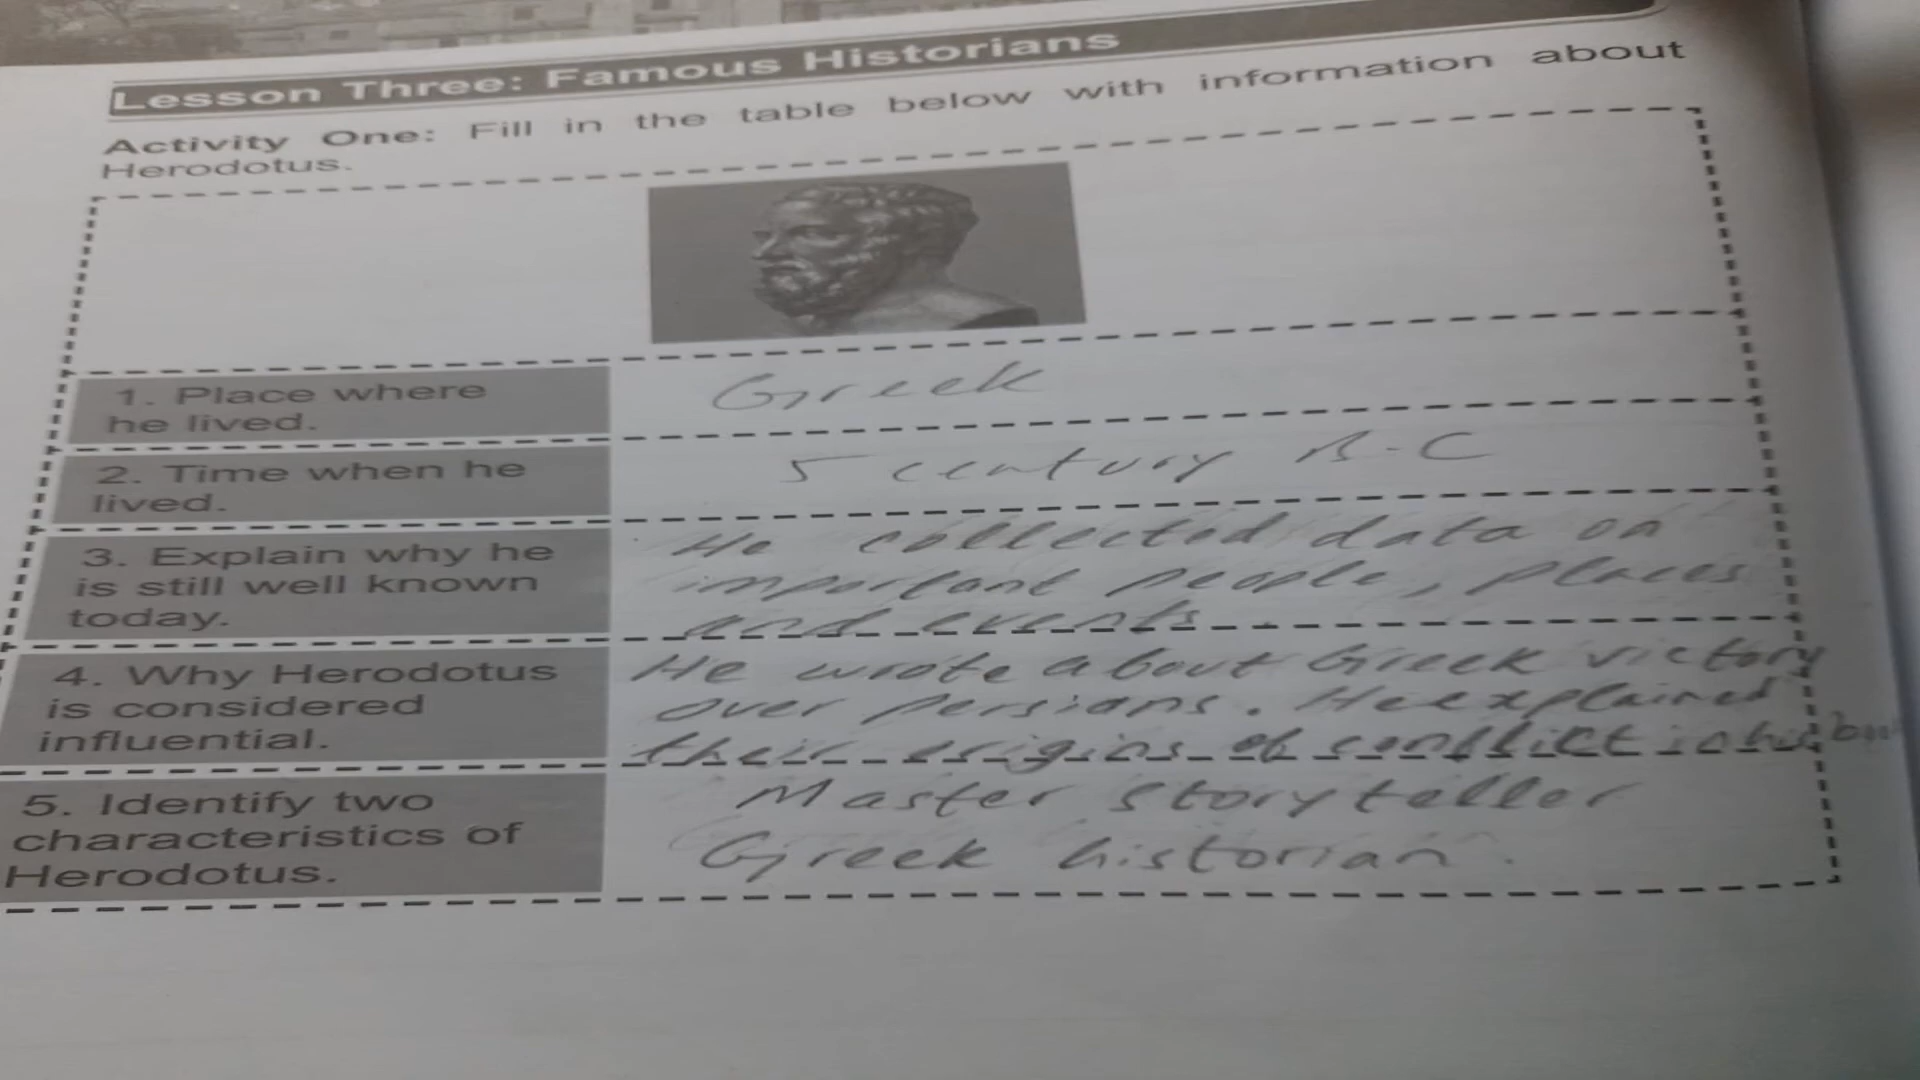 Lesson Three: Famous Historians
Activity One: Fill in the table below with information about
Herodotus.
1. Place where
he lived.
Greek
2. Time when he
lived.
5 century B.C
3. Explain why he
is still well known
today.
He collected data on
important people, places
and events.
4. Why Herodotus
is considered
influential.
He wrote about Greek victory
over persians. He explained
their origins of conflict
5. Identify two
characteristics of
Herodotus.
Master storyteller
Greek historian.